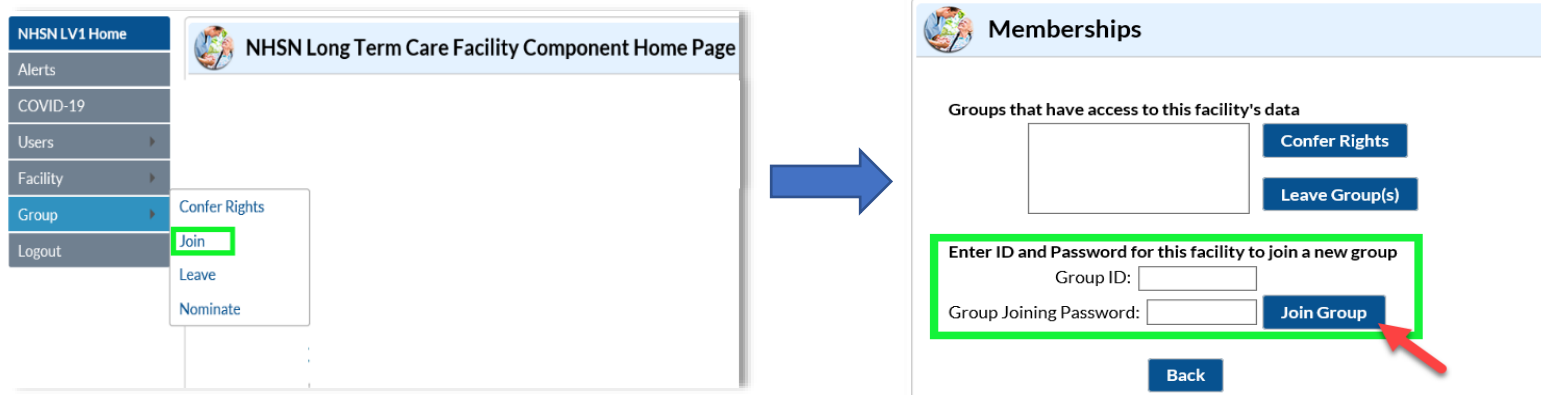 NHSN LV1 Home
Alerts
COVID-19
Users
Facility
Group
Logout
NHSN Long Term Care Facility Component Home Page
Confer Rights
Join
Leave
Nominate
Memberships
Groups that have access to this facility's data
Confer Rights
Leave Group(s)
Enter ID and Password for this facility to join a new group
Group ID:
Group Joining Password:
Join Group
Back